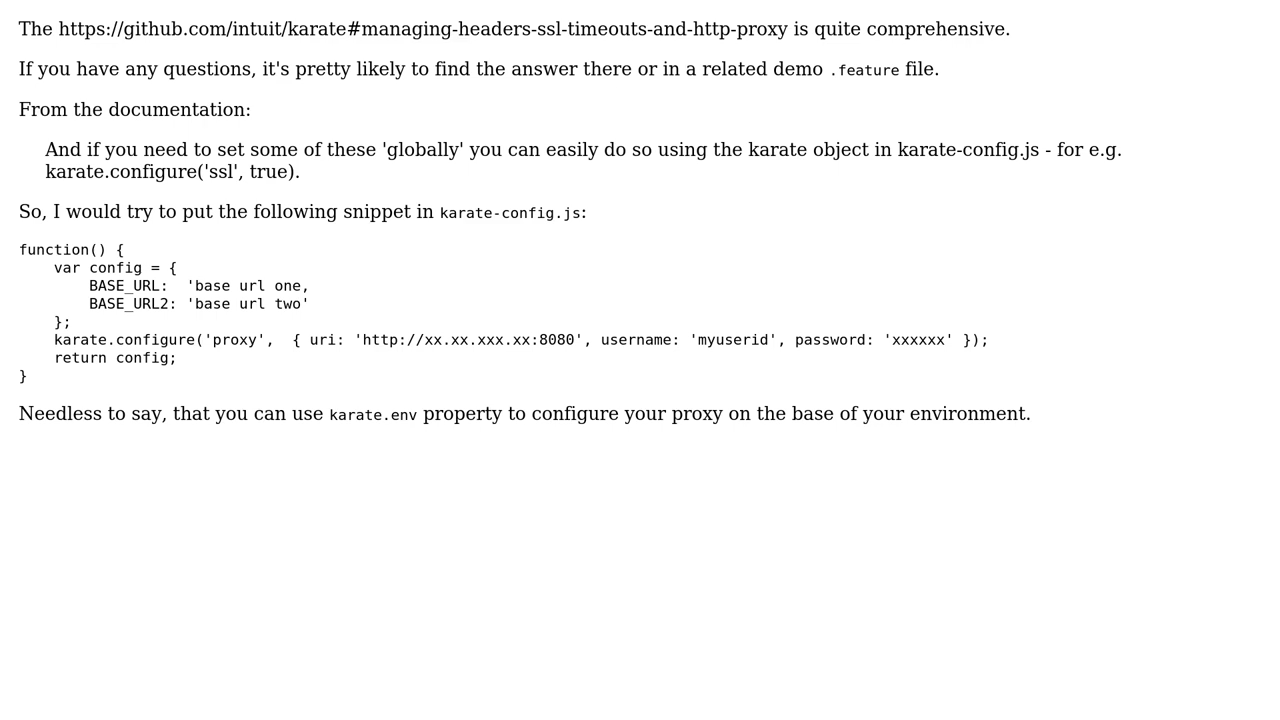 The https://github.com/intuit/karate#managing-headers-ssl-timeouts-and-http-proxy is quite comprehensive.
If you have any questions, it's pretty likely to find the answer there or in a related demo .feature file.
From the documentation:
And if you need to set some of these 'globally' you can easily do so using the karate object in karate-config.js - for e.g.
karate.configure('ssl', true).
So, I would try to put the following snippet in karate-config.js:
function() {
    var config = {
        BASE_URL:  'base url one,
        BASE_URL2: 'base url two'
    };
    karate.configure('proxy',  { uri: 'http://xx.xx.xxx.xx:8080', username: 'myuserid', password: 'xxxxxx' });
    return config;
}
Needless to say, that you can use karate.env property to configure your proxy on the base of your environment.